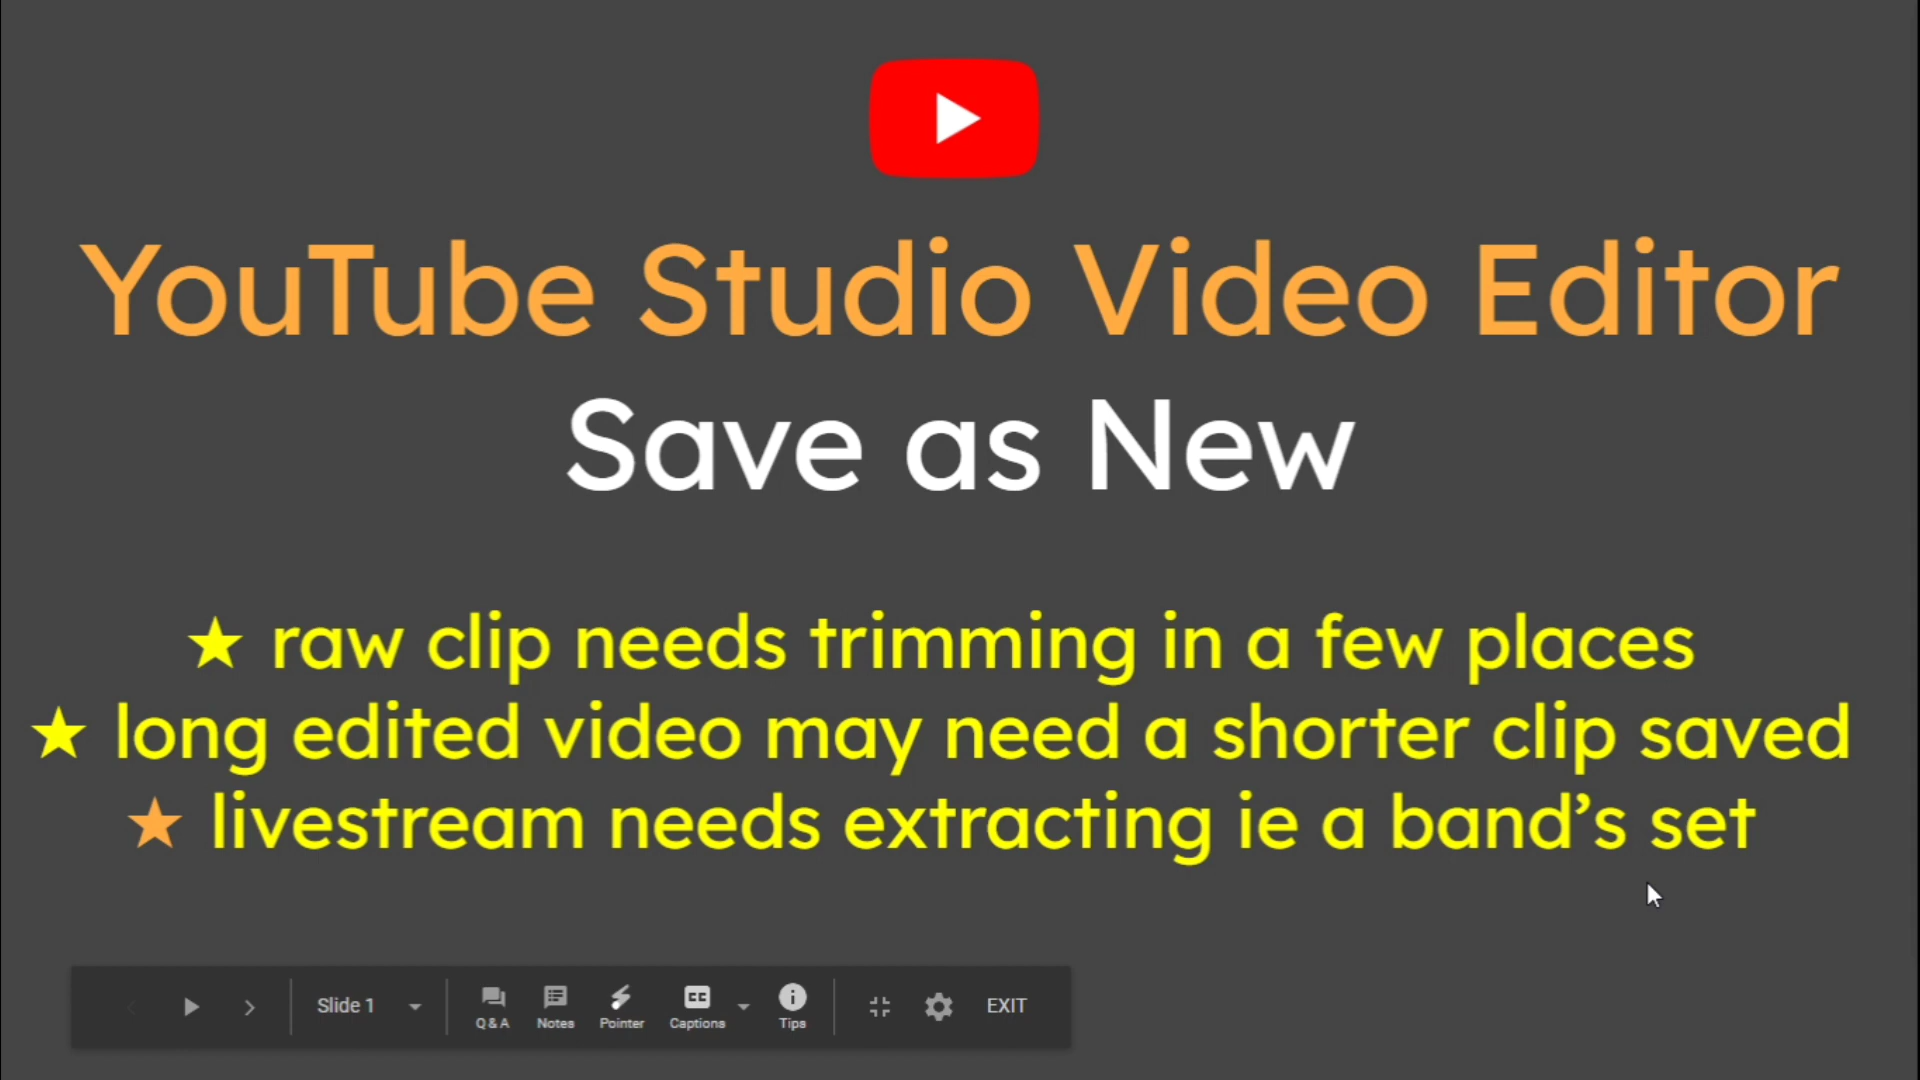 YouTube Studio Video Editor
Save as New
★ raw clip needs trimming in a few places
★ long edited video may need a shorter clip saved
★ livestream needs extracting ie a band’s set
Slide 1
Q&A Notes Pointer CC Captions Tips EXIT